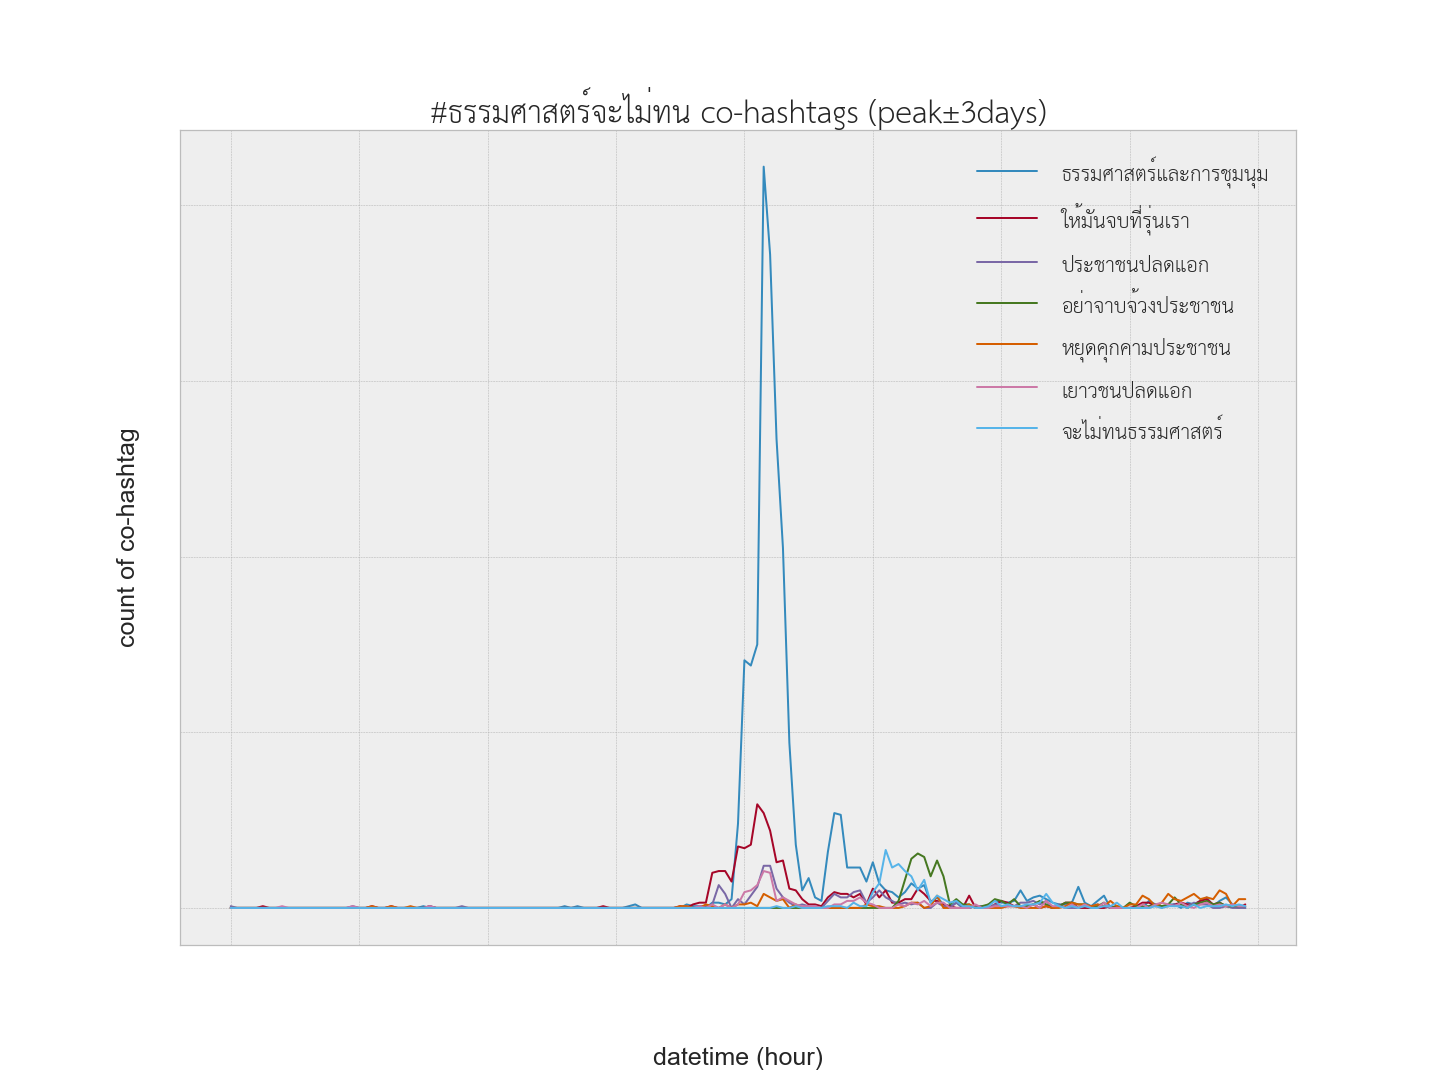 #ธรรมศาสตร์จะไม่ทน co-hashtags (peak±3days)
ธรรมศาสตร์และการชุมนุม
ให้มันจบที่รุ่นเรา
ประชาชนปลดแอก
อย่าจาบจ้วงประชาชน
หยุดคุกคามประชาชน
เยาวชนปลดแอก
จะไม่ทนธรรมศาสตร์
count of co-hashtag
datetime (hour)